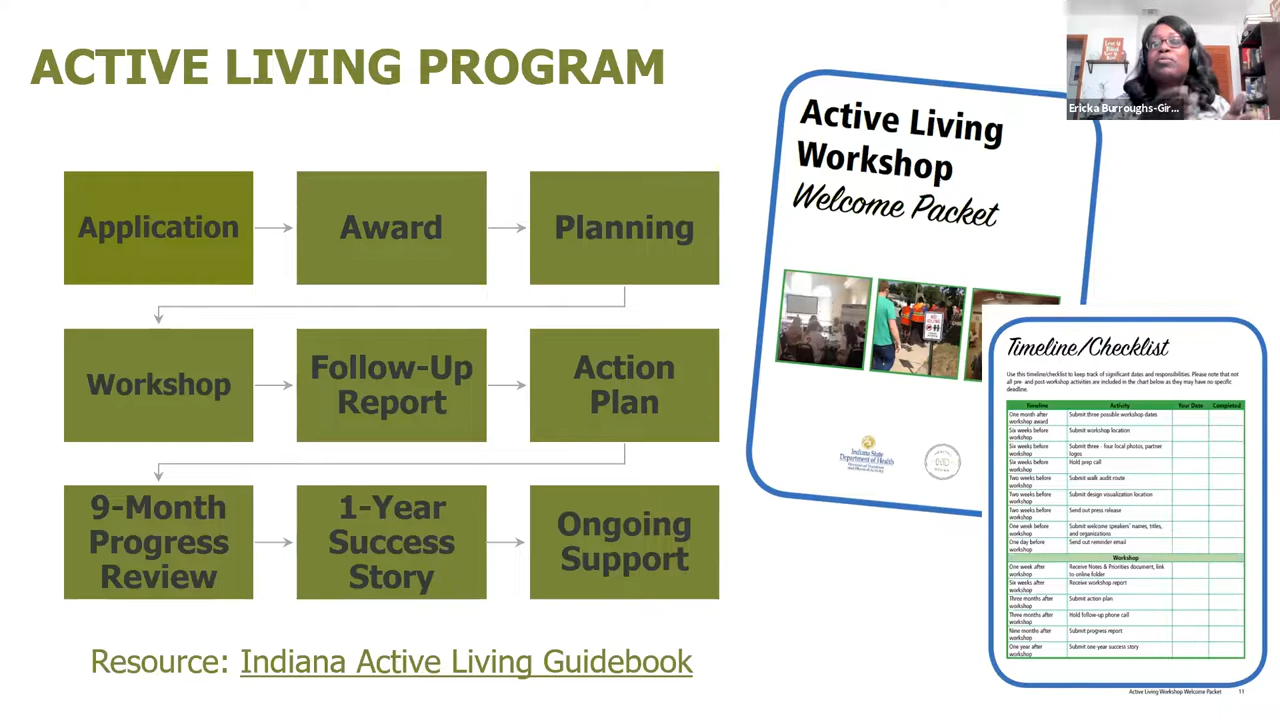 ACTIVE LIVING PROGRAM
Application
Award
Planning
Workshop
Follow-Up
Report
Action
Plan
9-Month
Progress
Review
1-Year
Success
Story
Ongoing
Support
Resource: Indiana Active Living Guidebook
Active Living
Workshop
Welcome Packet
Indiana State
Department of Health
Ericka Burroughs-Gir...
Timeline/Checklist
Use this timeline/checklist to keep track of significant dates and responsibilities. Please note that not
all pre- and post-workshop activities are included in the chart below as they may have no specific
deadline.
Timeline Activity Your Date Completed
One month after workshop award Submit three possible workshop dates
Six weeks before workshop Submit workshop location
Six weeks before workshop Submit three - four local photos, partner logos
Six weeks before workshop Hold prep call
Two weeks before workshop Submit walk audit route
Two weeks before workshop Submit design visualization location
Two weeks before workshop Send out press release
One week before workshop Submit welcome speakers' names, titles, and organizations
One day before workshop Send out reminder email
Workshop
One week after workshop Receive Notes & Priorities document, link to online folder
Six weeks after workshop Receive workshop report
Three months after workshop Submit action plan
Three months after workshop Hold follow-up phone call
Nine months after workshop Submit progress report
One year after workshop Submit one-year success story
Active Living Workshop Welcome Packet 11